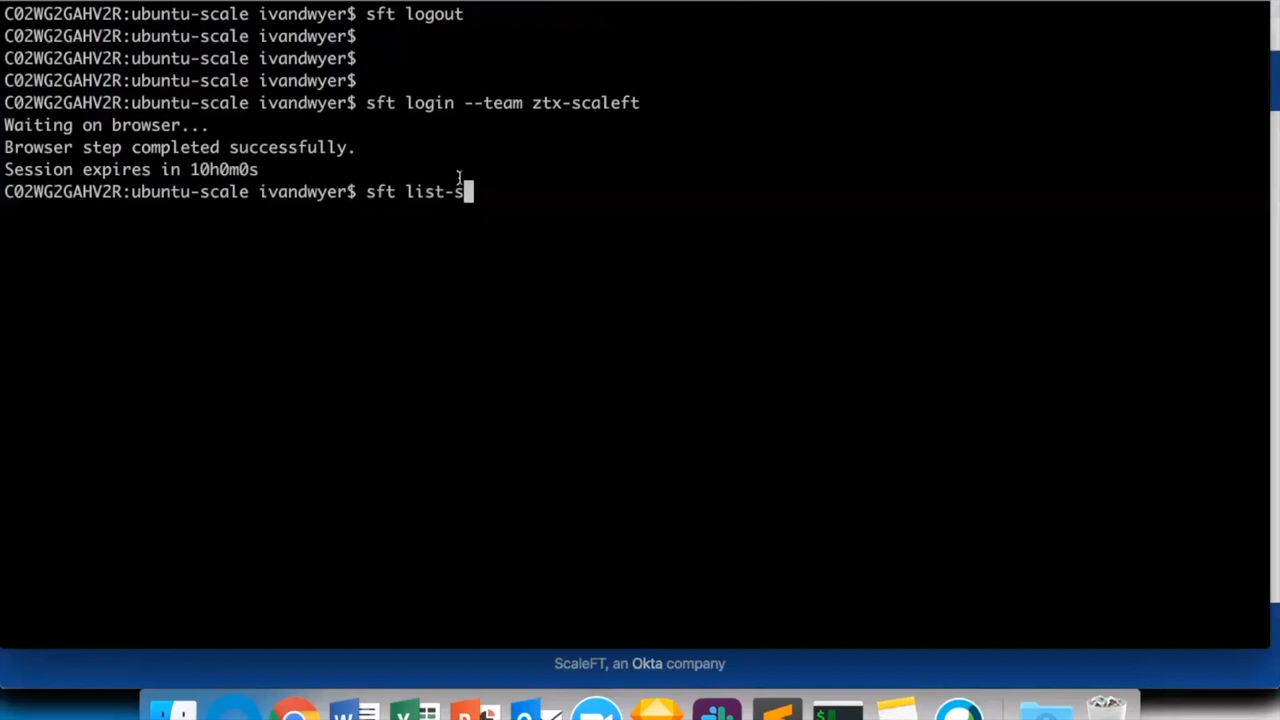 C02WG2GAHV2R:ubuntu-scale ivandwyer$ sft logout
C02WG2GAHV2R:ubuntu-scale ivandwyer$
C02WG2GAHV2R:ubuntu-scale ivandwyer$
C02WG2GAHV2R:ubuntu-scale ivandwyer$
C02WG2GAHV2R:ubuntu-scale ivandwyer$ sft login --team ztx-scaleft
Waiting on browser...
Browser step completed successfully.
Session expires in 10h0m0s
C02WG2GAHV2R:ubuntu-scale ivandwyer$ sft list-s
ScaleFT, an Okta company